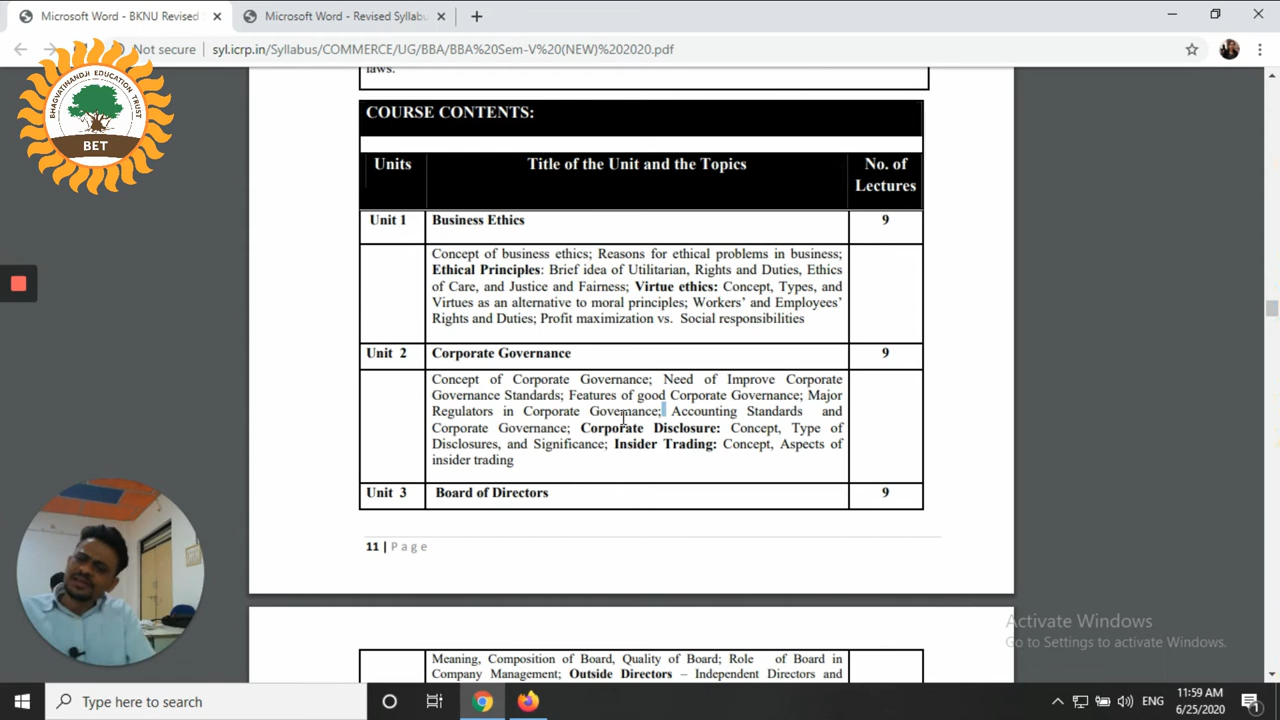 Microsoft Word - BKNU Revised S
Microsoft Word - Revised Syllabu
Not secure
syl.icrp.in/Syllabus/COMMERCE/UG/BBA/BBA%20Sem-V%20(NEW)%202020.pdf
BHAGVATINANDJI EDUCATION TRUST
BET
laws.
COURSE CONTENTS:
Units
Title of the Unit and the Topics
No. of
Lectures
Unit 1
Business Ethics
9
Concept of business ethics; Reasons for ethical problems in business;
Ethical Principles: Brief idea of Utilitarian, Rights and Duties, Ethics
of Care, and Justice and Fairness; Virtue ethics: Concept, Types, and
Virtues as an alternative to moral principles; Workers' and Employees'
Rights and Duties; Profit maximization vs. Social responsibilities
Unit 2
Corporate Governance
9
Concept of Corporate Governance; Need of Improve Corporate
Governance Standards; Features of good Corporate Governance; Major
Regulators in Corporate Governance; Accounting Standards and
Corporate Governance; Corporate Disclosure: Concept, Type of
Disclosures, and Significance; Insider Trading: Concept, Aspects of
insider trading
Unit 3
Board of Directors
9
11 | Page
Activate Windows
Go to Settings to activate Windows.
Meaning, Composition of Board, Quality of Board; Role of Board in
Company Management; Outside Directors – Independent Directors and
Type here to search
ENG
11:59 AM
6/25/2020
1